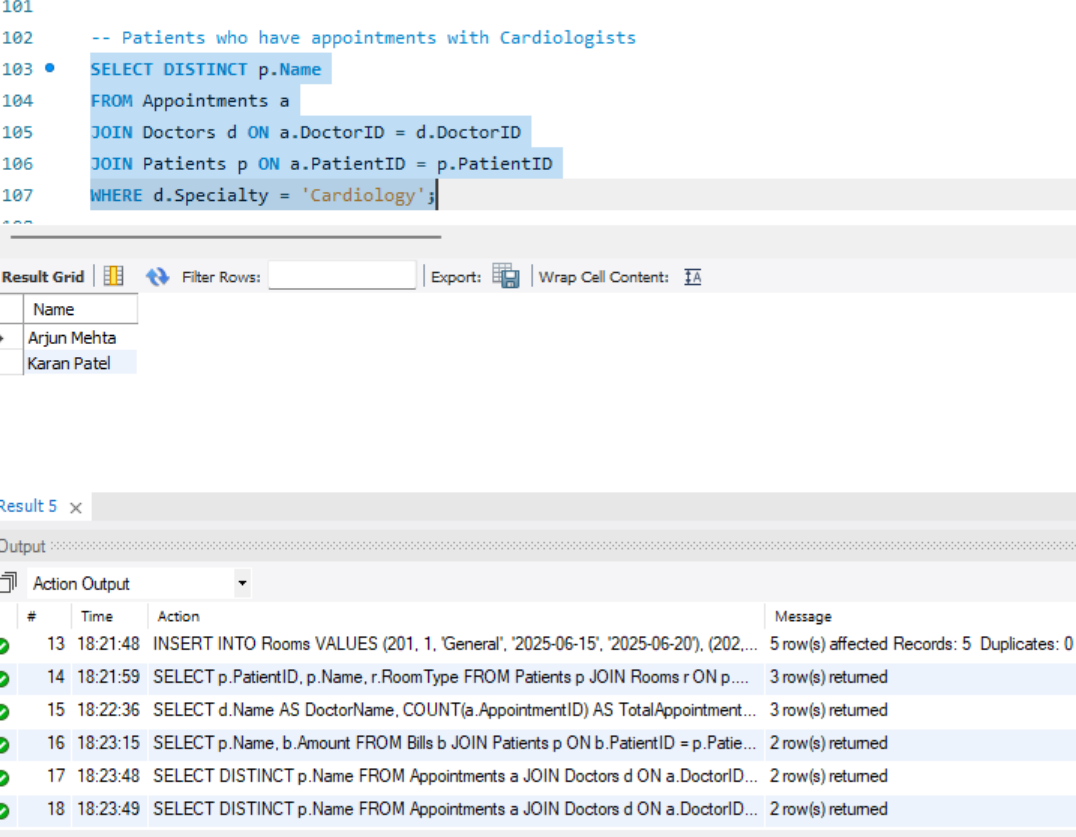 101
102 -- Patients who have appointments with Cardiologists
103 SELECT DISTINCT p.Name
104 FROM Appointments a
105 JOIN Doctors d ON a.DoctorID = d.DoctorID
106 JOIN Patients p ON a.PatientID = p.PatientID
107 WHERE d.Specialty = 'Cardiology';
Result Grid Filter Rows: Export: Wrap Cell Content:
Name
Arjun Mehta
Karan Patel
Result 5
Output
Action Output
# Time Action Message
13 18:21:48 INSERT INTO Rooms VALUES (201, 1, 'General', '2025-06-15', '2025-06-20'), (202,... 5 row(s) affected Records: 5 Duplicates: 0
14 18:21:59 SELECT p.PatientID, p.Name, r.RoomType FROM Patients p JOIN Rooms r ON p.... 3 row(s) returned
15 18:22:36 SELECT d.Name AS DoctorName, COUNT(a.AppointmentID) AS TotalAppointment... 3 row(s) returned
16 18:23:15 SELECT p.Name, b.Amount FROM Bills b JOIN Patients p ON b.PatientID = p.Patie... 2 row(s) returned
17 18:23:48 SELECT DISTINCT p.Name FROM Appointments a JOIN Doctors d ON a.DoctorID... 2 row(s) returned
18 18:23:49 SELECT DISTINCT p.Name FROM Appointments a JOIN Doctors d ON a.DoctorID... 2 row(s) returned